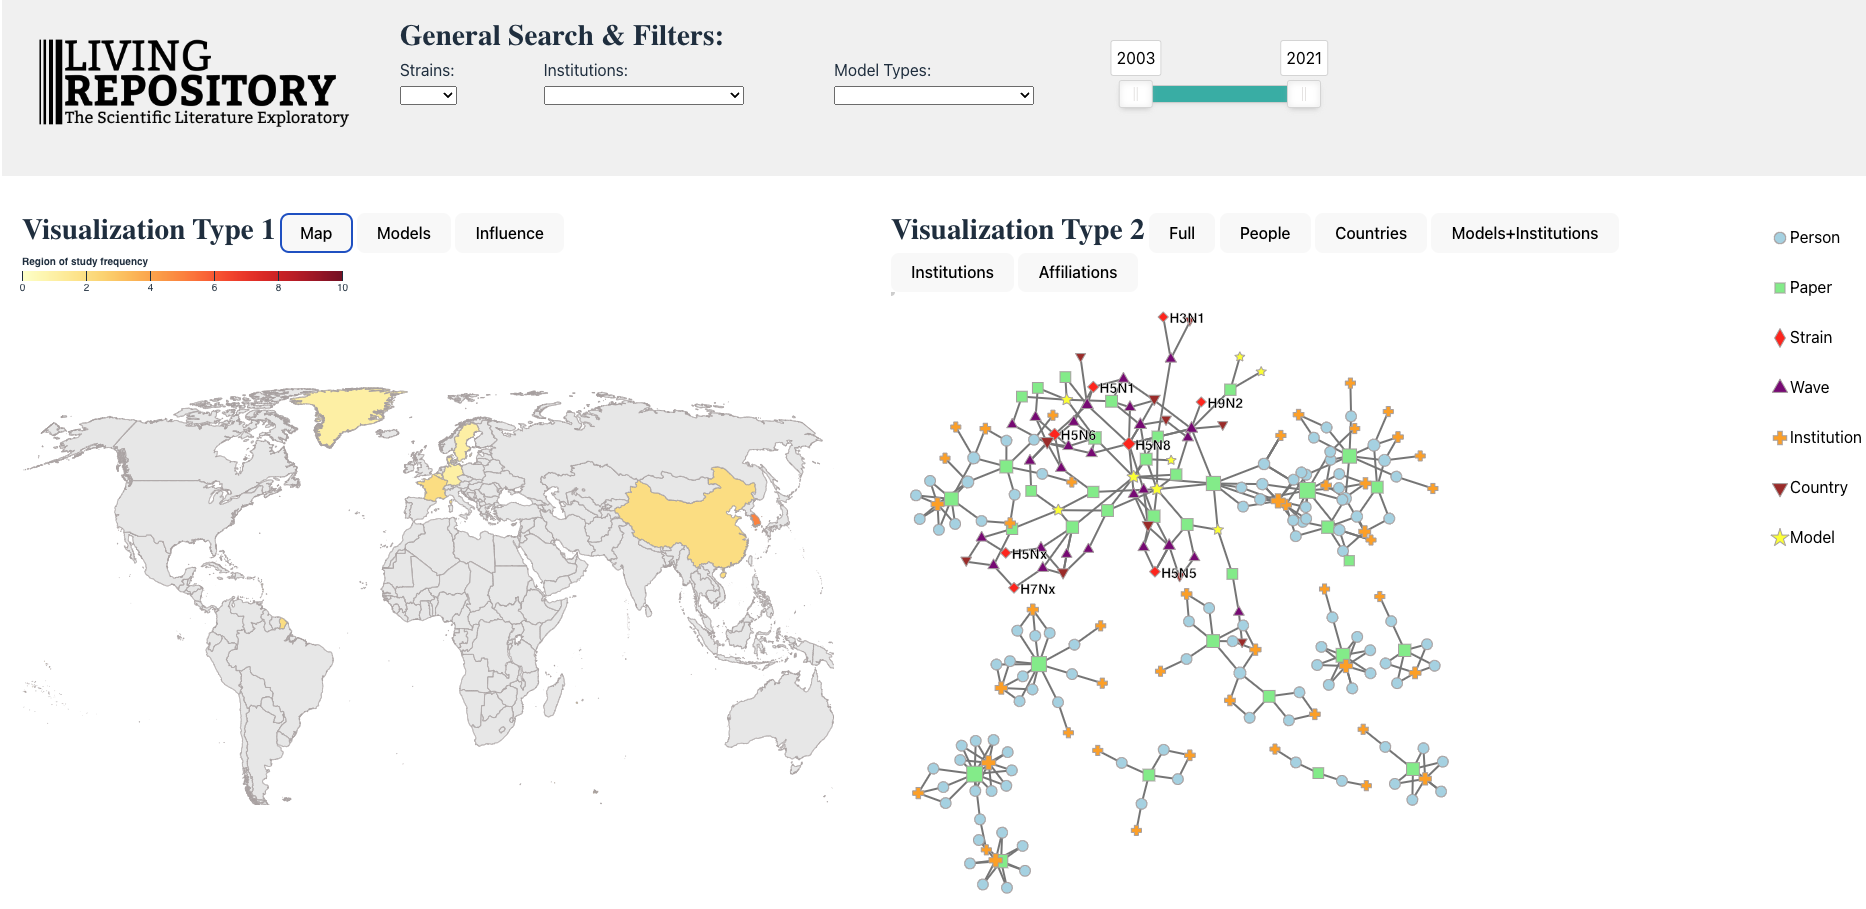 LIVING
REPOSITORY
The Scientific Literature Exploratory
General Search & Filters:
Strains:
Institutions:
Model Types:
2003
2021
Visualization Type 1
Map
Models
Influence
Region of study frequency
0 2 4 6 8 10
Visualization Type 2
Full
People
Countries
Models+Institutions
Institutions
Affiliations
Person
Paper
Strain
Wave
Institution
Country
Model
H3N1
H5N1
H9N2
H5N6
H5N8
H5Nx
H5N5
H7Nx